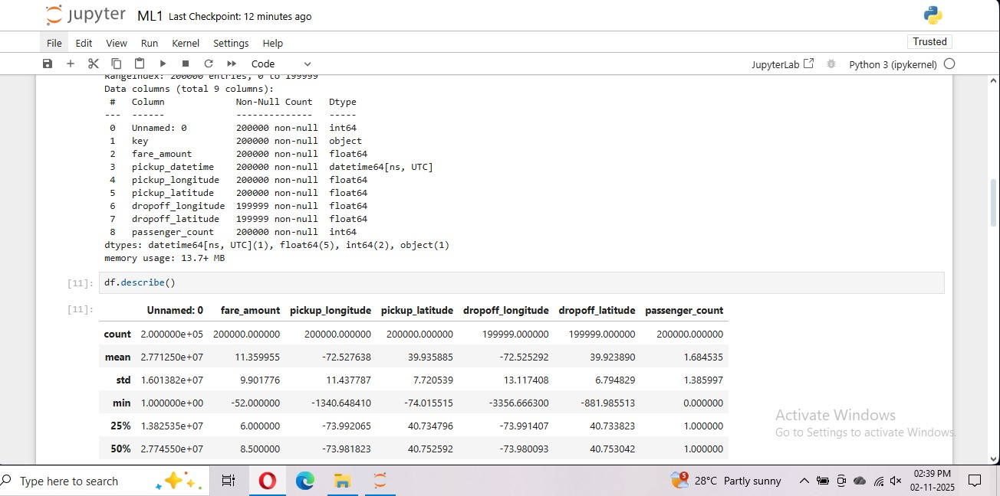 jupyter ML1 Last Checkpoint: 12 minutes ago
File Edit View Run Kernel Settings Help Trusted
Code JupyterLab Python 3 (ipykernel)
RangeIndex: 200000 entries, 0 to 199999
Data columns (total 9 columns):
# Column Non-Null Count Dtype
--- ------ -------------- -----
0 Unnamed: 0 200000 non-null int64
1 key 200000 non-null object
2 fare_amount 200000 non-null float64
3 pickup_datetime 200000 non-null datetime64[ns, UTC]
4 pickup_longitude 200000 non-null float64
5 pickup_latitude 200000 non-null float64
6 dropoff_longitude 199999 non-null float64
7 dropoff_latitude 199999 non-null float64
8 passenger_count 200000 non-null int64
dtypes: datetime64[ns, UTC](1), float64(5), int64(2), object(1)
memory usage: 13.7+ MB
[11]: df.describe()
[11]: Unnamed: 0 fare_amount pickup_longitude pickup_latitude dropoff_longitude dropoff_latitude passenger_count
count 2.000000e+05 200000.000000 200000.000000 200000.000000 199999.000000 199999.000000 200000.000000
mean 2.771250e+07 11.359955 -72.527638 39.935885 -72.525292 39.923890 1.684535
std 1.601382e+07 9.901776 11.437787 7.720539 13.117408 6.794829 1.385997
min 1.000000e+00 -52.000000 -1340.648410 -74.015515 -3356.666300 -881.985513 0.000000
25% 1.382535e+07 6.000000 -73.992065 40.734796 -73.991407 40.733823 1.000000
50% 2.774550e+07 8.500000 -73.981823 40.752592 -73.980093 40.753042 1.000000
Activate Windows
Go to Settings to activate Windows.
Type here to search 5 28°C Partly sunny 02:39 PM
02-11-2025